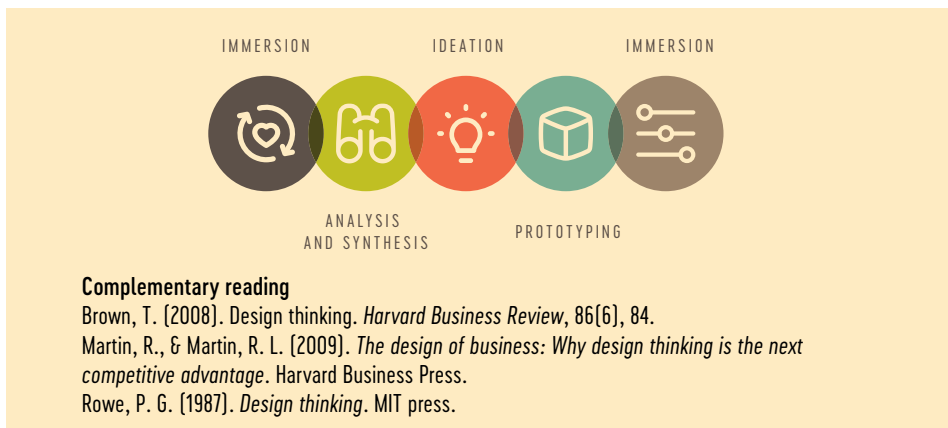 IMMERSION
IDEATION
IMMERSION
ANALYSIS
AND SYNTHESIS
PROTOTYPING
Complementary reading
Brown, T. (2008). Design thinking. Harvard Business Review, 86(6), 84.
Martin, R., & Martin, R. L. (2009). The design of business: Why design thinking is the next
competitive advantage. Harvard Business Press.
Rowe, P. G. (1987). Design thinking. MIT press.